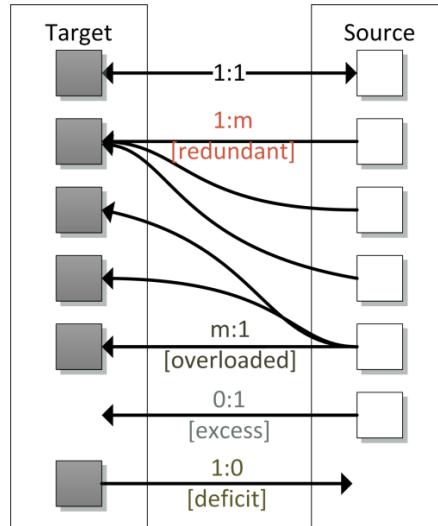 Target
Source
1:1
1:m
[redundant]
m:1
[overloaded]
0:1
[excess]
1:0
[deficit]